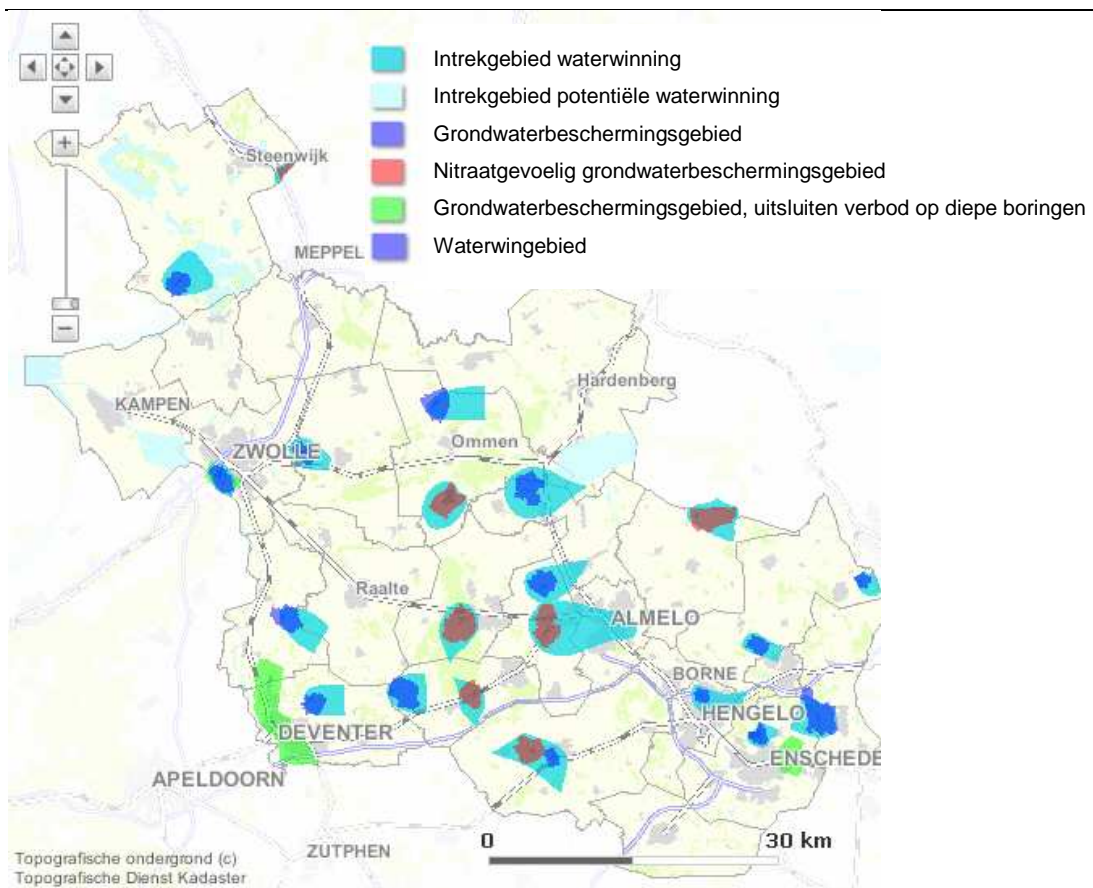 Intrekgebied waterwinning
Intrekgebied potentiële waterwinning
Grondwaterbeschermingsgebied
Nitraatgevoelig grondwaterbeschermingsgebied
Grondwaterbeschermingsgebied, uitsluiten verbod op diepe boringen
Waterwingebied
Steenwijk
MEPPEL
Hardenberg
KAMPEN
Ommen
ZWOLLE
Raalte
ALMELO
BORNE
HENGELO
DEVENTER
ENSCHEDE
APELDOORN
ZUTPHEN
0 30 km
Topografische ondergrond (c)
Topografische Dienst Kadaster